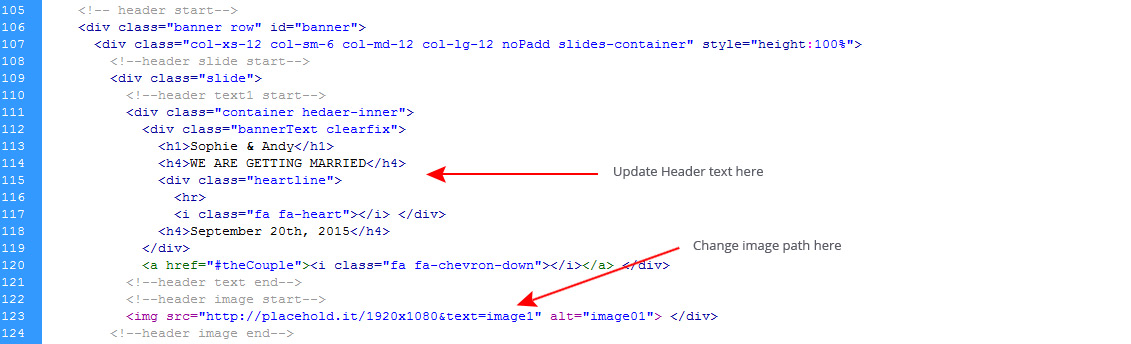 105 <!-- header start-->
106 <div class="banner row" id="banner">
107 <div class="col-xs-12 col-sm-6 col-md-12 col-lg-12 noPadd slides-container" style="height:100%">
108 <!--header slide start-->
109 <div class="slide">
110 <!--header text1 start-->
111 <div class="container hedaer-inner">
112 <div class="bannerText clearfix">
113 <h1>Sophie & Andy</h1>
114 <h4>WE ARE GETTING MARRIED</h4>
115 <div class="heartline">
Update Header text here
116 <hr>
117 <i class="fa fa-heart"></i> </div>
118 <h4>September 20th, 2015</h4>
119 </div>
Change image path here
120 <a href="#theCouple"><i class="fa fa-chevron-down"></i></a> </div>
121 <!--header text end-->
122 <!--header image start-->
123 <img src="http://placehold.it/1920x1080&text=image1" alt="image01"> </div>
124 <!--header image end-->